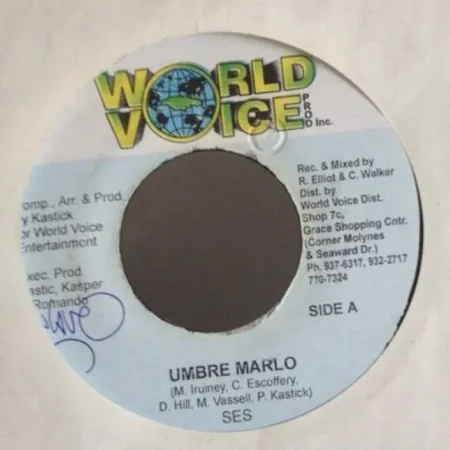 WORLD
VOICE
PROD Inc.
omp., Arr. & Prod
y Kastick
or World Voice
Entertainment
xec. Prod.
astic, Kasper
Romando
Rec. & Mixed by
R. Elliot & C. Walker
Dist. by
World Voice Dist.
Shop 7c,
Grace Shopping Cntr.
(Corner Molynes
& Seaward Dr.)
Ph. 937-6317, 932-2717
770-7324
SIDE A
UMBRE MARLO
(M. Iruiney, C. Escoffery,
D. Hill, M. Vassell, P. Kastick)
SES